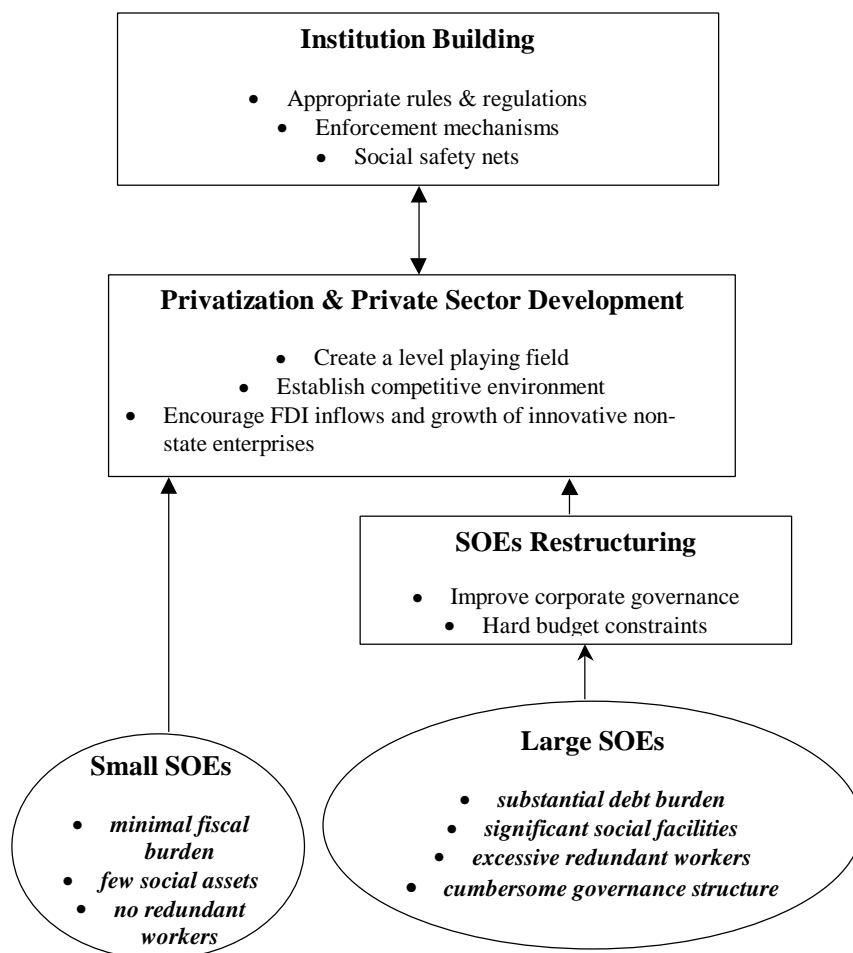 Institution Building
• Appropriate rules & regulations
• Enforcement mechanisms
• Social safety nets
Privatization & Private Sector Development
• Create a level playing field
• Establish competitive environment
• Encourage FDI inflows and growth of innovative non-
state enterprises
SOEs Restructuring
• Improve corporate governance
• Hard budget constraints
Small SOEs
• minimal fiscal
burden
• few social assets
• no redundant
workers
Large SOEs
• substantial debt burden
• significant social facilities
• excessive redundant workers
• cumbersome governance structure